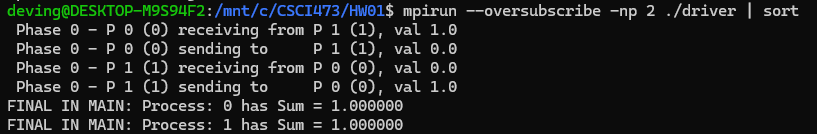 deving@DESKTOP-M9S94F2:/mnt/c/CSCI473/HW01$ mpirun --oversubscribe -np 2 ./driver | sort
 Phase 0 - P 0 (0) receiving from P 1 (1), val 1.0
 Phase 0 - P 0 (0) sending to     P 1 (1), val 0.0
 Phase 0 - P 1 (1) receiving from P 0 (0), val 0.0
 Phase 0 - P 1 (1) sending to     P 0 (0), val 1.0
FINAL IN MAIN: Process: 0 has Sum = 1.000000
FINAL IN MAIN: Process: 1 has Sum = 1.000000